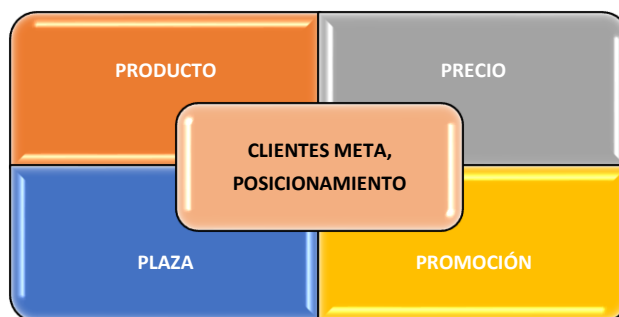 PRODUCTO
PRECIO
CLIENTES META,
POSICIONAMIENTO
PLAZA
PROMOCIÓN